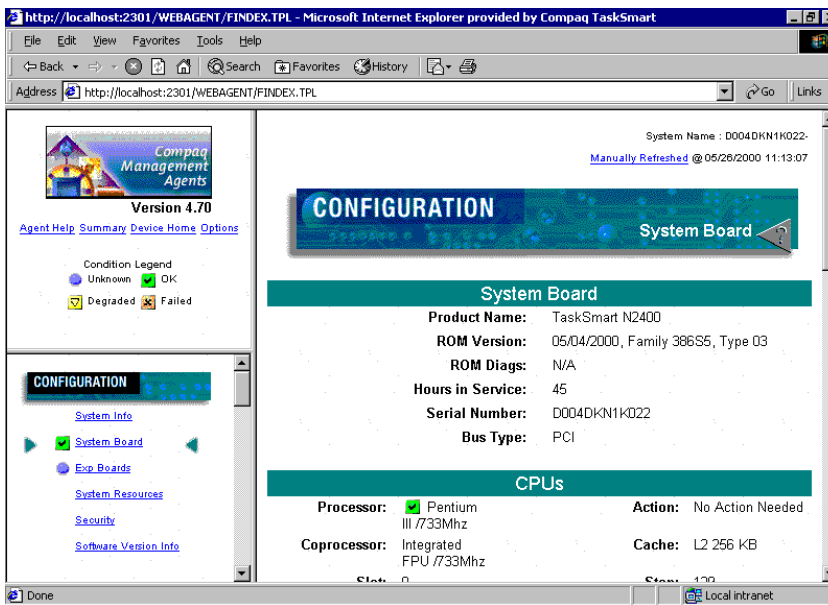 http://localhost:2301/WEBAGENT/FINDEX.TPL - Microsoft Internet Explorer provided by Compaq TaskSmart
File Edit View Favorites Tools Help
Back Search Favorites History
Address http://localhost:2301/WEBAGENT/FINDEX.TPL Go Links
Compaq
Management
Agents
Version 4.70
Agent Help Summary Device Home Options
Condition Legend
Unknown OK
Degraded Failed
CONFIGURATION
System Info
System Board
Exp Boards
System Resources
Security
Software Version Info
System Name : D004DKN1K022-
Manually Refreshed @ 05/26/2000 11:13:07
CONFIGURATION
System Board ?
System Board
Product Name: TaskSmart N2400
ROM Version: 05/04/2000, Family 386S5, Type 03
ROM Diags: N/A
Hours in Service: 45
Serial Number: D004DKN1K022
Bus Type: PCI
CPUs
Processor: Pentium III /733Mhz Action: No Action Needed
Coprocessor: Integrated FPU /733Mhz Cache: L2 256 KB
Done Local intranet